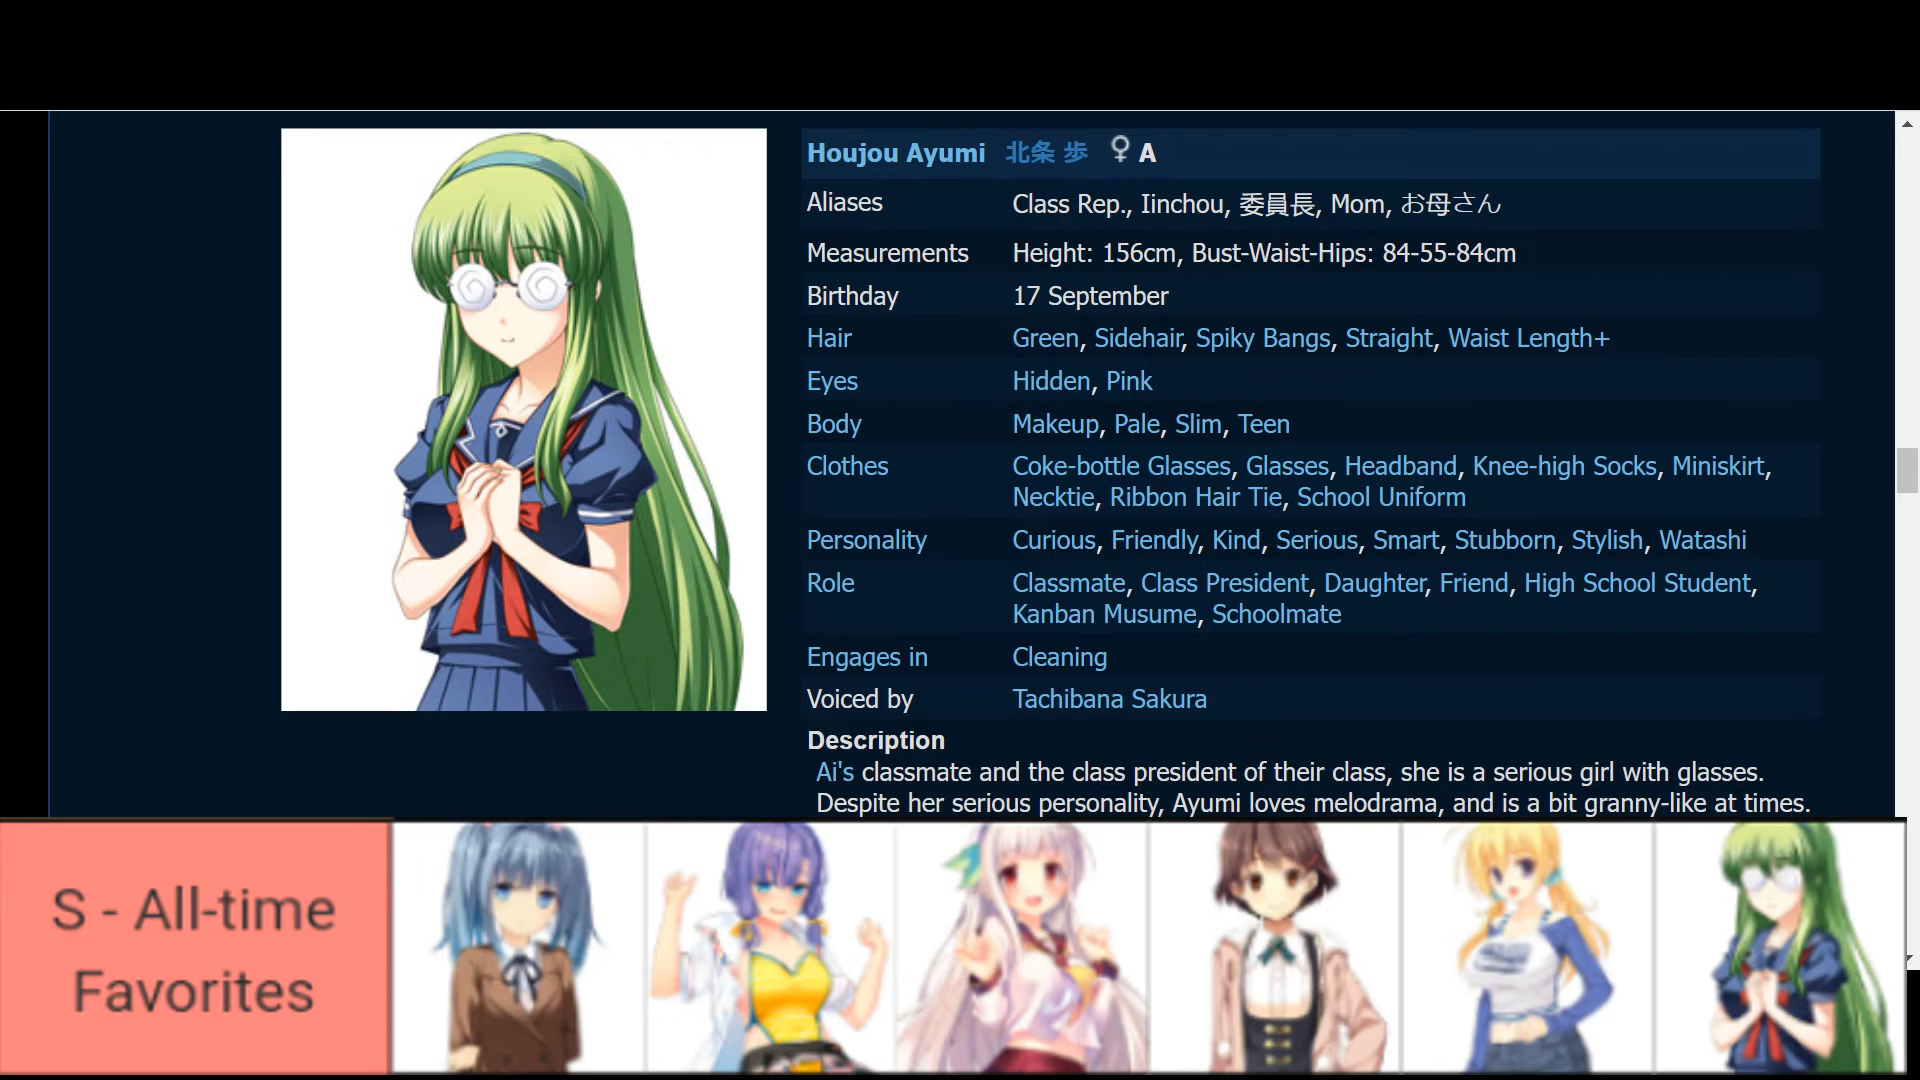 Houjou Ayumi 北条 歩 ♀ A
Aliases Class Rep., Iinchou, 委員長, Mom, お母さん
Measurements Height: 156cm, Bust-Waist-Hips: 84-55-84cm
Birthday 17 September
Hair Green, Sidehair, Spiky Bangs, Straight, Waist Length+
Eyes Hidden, Pink
Body Makeup, Pale, Slim, Teen
Clothes Coke-bottle Glasses, Glasses, Headband, Knee-high Socks, Miniskirt,
Necktie, Ribbon Hair Tie, School Uniform
Personality Curious, Friendly, Kind, Serious, Smart, Stubborn, Stylish, Watashi
Role Classmate, Class President, Daughter, Friend, High School Student,
Kanban Musume, Schoolmate
Engages in Cleaning
Voiced by Tachibana Sakura
Description
Ai's classmate and the class president of their class, she is a serious girl with glasses.
Despite her serious personality, Ayumi loves melodrama, and is a bit granny-like at times.
S - All-time
Favorites